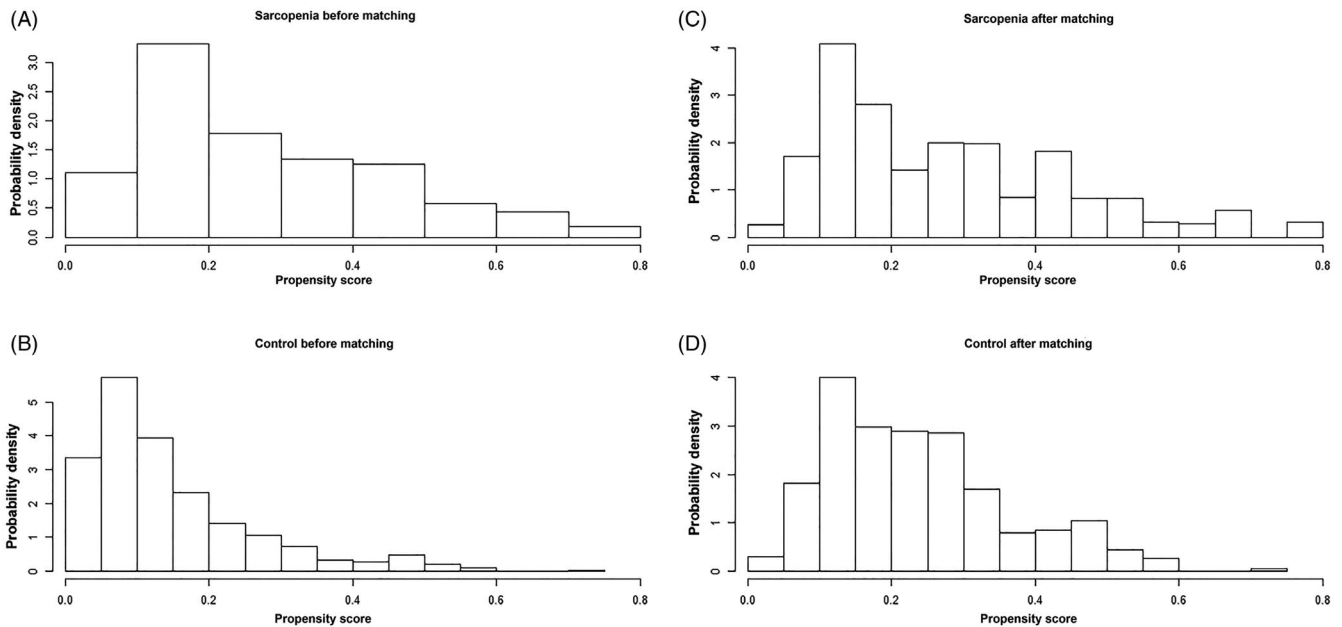 (A)
Sarcopenia before matching
Probability density
0.0 0.5 1.0 1.5 2.0 2.5 3.0
0.0 0.2 0.4 0.6 0.8
Propensity score
(B)
Control before matching
Probability density
0 1 2 3 4 5
0.0 0.2 0.4 0.6 0.8
Propensity score
(C)
Sarcopenia after matching
Probability density
0 1 2 3 4
0.0 0.2 0.4 0.6 0.8
Propensity score
(D)
Control after matching
Probability density
0 1 2 3 4
0.0 0.2 0.4 0.6 0.8
Propensity score